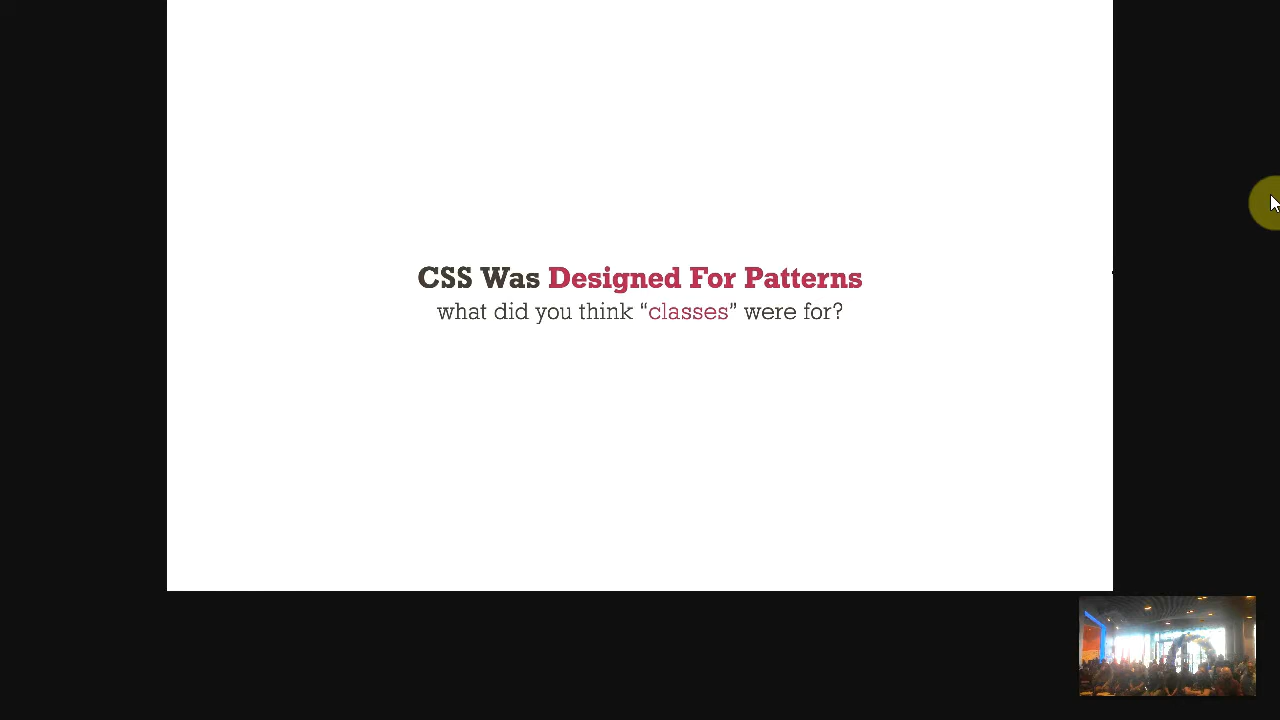 CSS Was Designed For Patterns
what did you think “classes” were for?